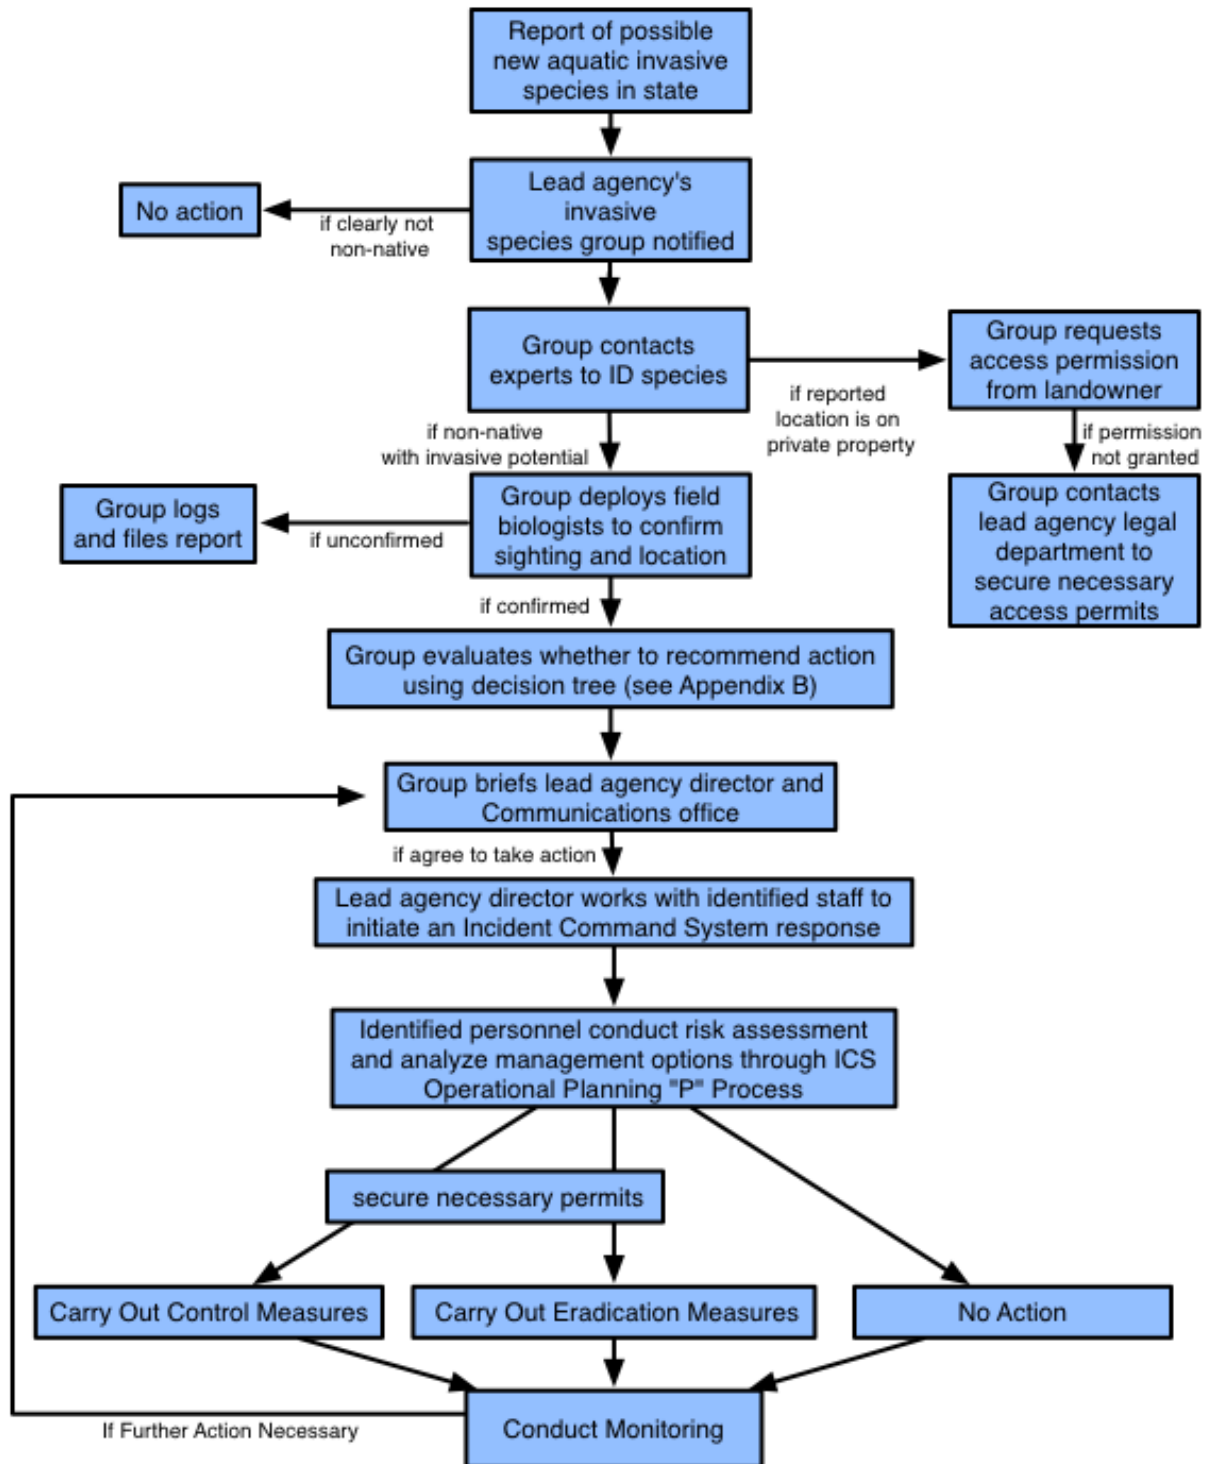 Report of possible
new aquatic invasive
species in state
Lead agency's
invasive
species group notified
No action
if clearly not
non-native
Group contacts
experts to ID species
if reported
location is on
private property
Group requests
access permission
from landowner
if permission
not granted
Group contacts
lead agency legal
department to
secure necessary
access permits
if non-native
with invasive potential
Group deploys field
biologists to confirm
sighting and location
if unconfirmed
Group logs
and files report
if confirmed
Group evaluates whether to recommend action
using decision tree (see Appendix B)
Group briefs lead agency director and
Communications office
if agree to take action
Lead agency director works with identified staff to
initiate an Incident Command System response
Identified personnel conduct risk assessment
and analyze management options through ICS
Operational Planning "P" Process
secure necessary permits
Carry Out Control Measures
Carry Out Eradication Measures
No Action
Conduct Monitoring
If Further Action Necessary